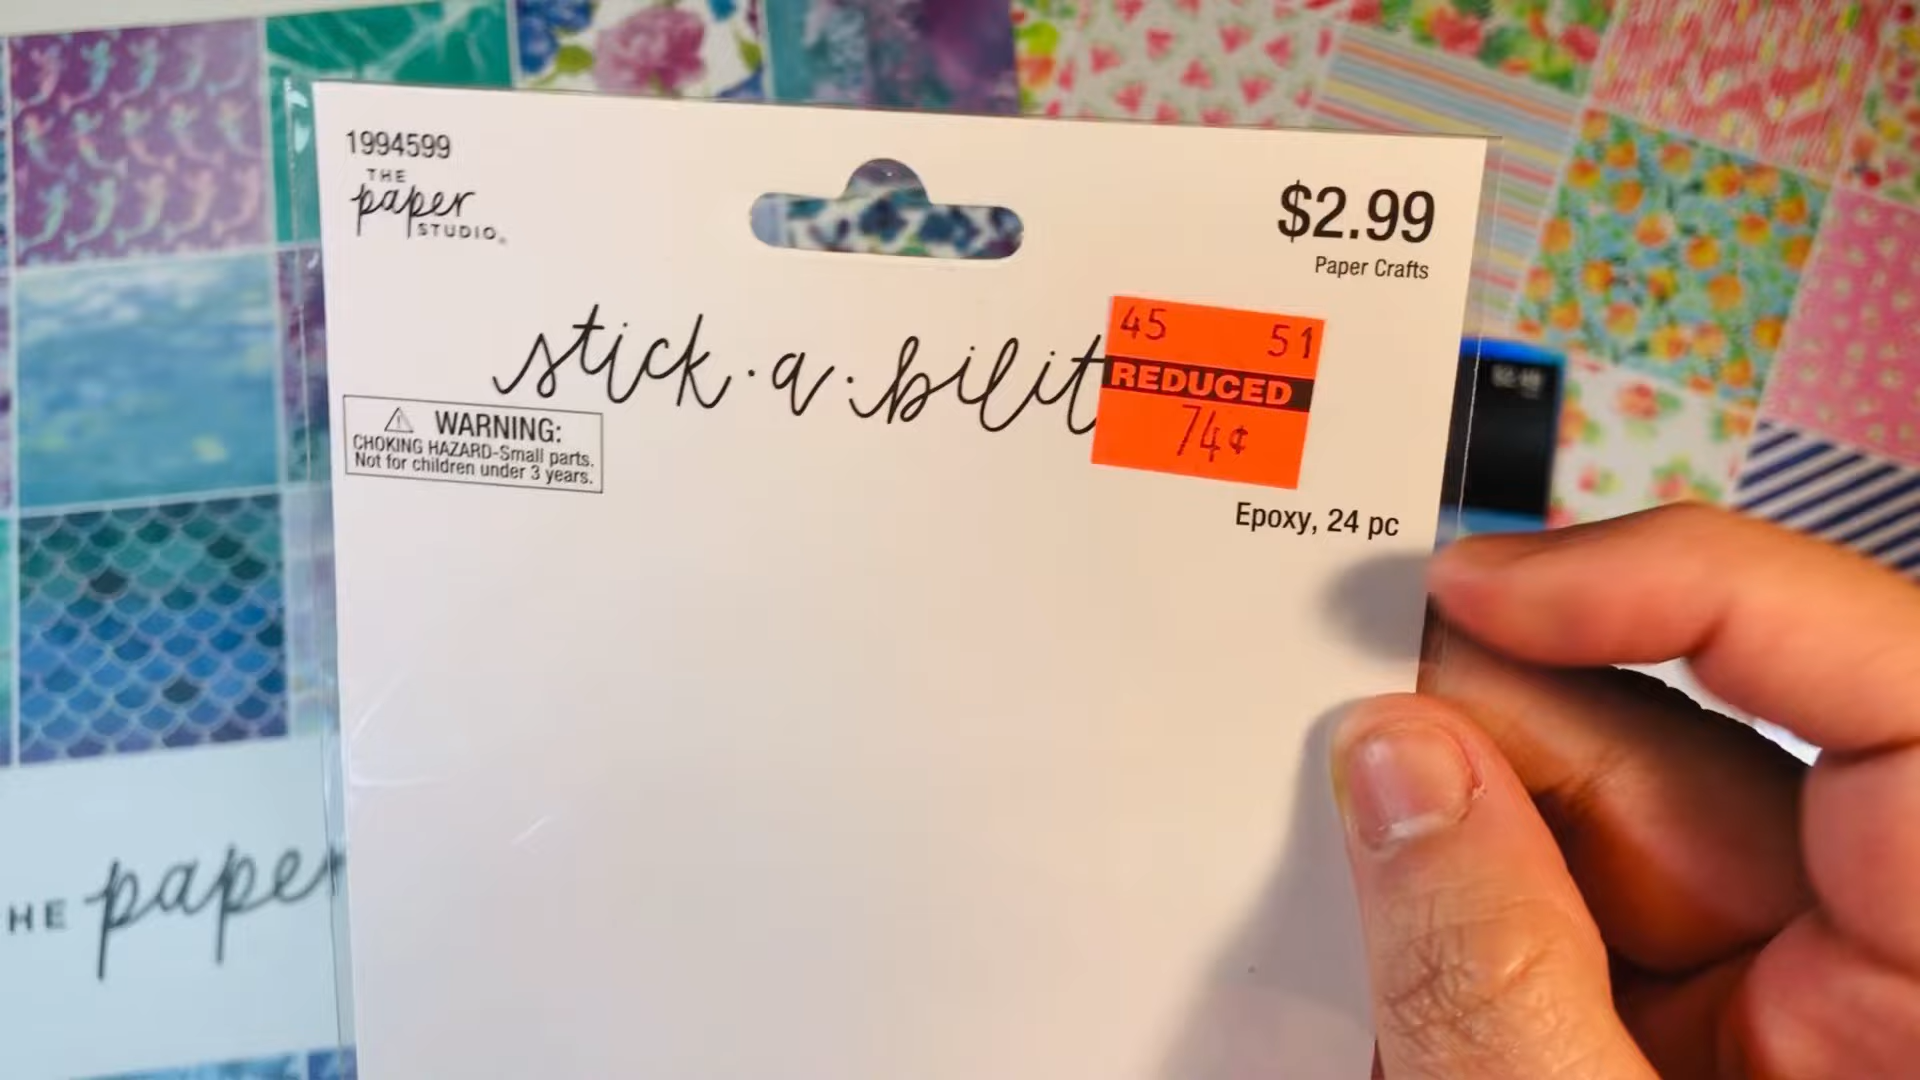 1994599
THE
paper
STUDIO®
$2.99
Paper Crafts
stick·a·bilit
45 51
REDUCED
74¢
WARNING:
CHOKING HAZARD-Small parts.
Not for children under 3 years.
Epoxy, 24 pc
HE paper